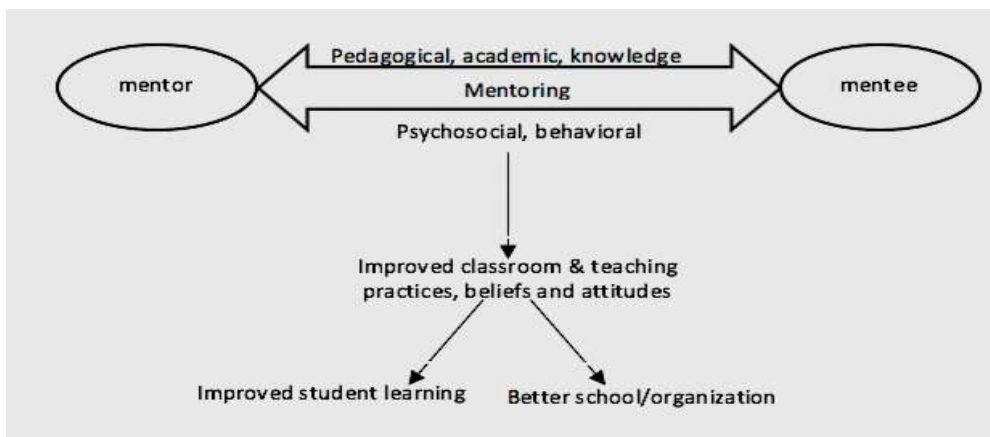 Pedagogical, academic, knowledge
mentor
Mentoring
mentee
Psychosocial, behavioral
Improved classroom & teaching
practices, beliefs and attitudes
Improved student learning
Better school/organization